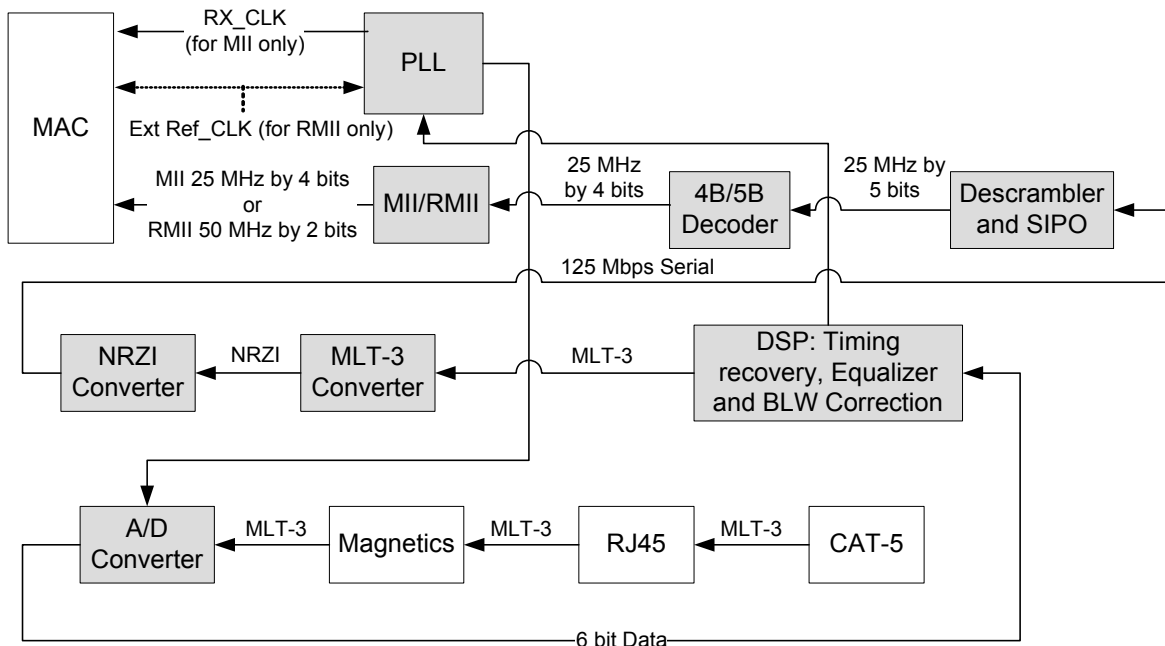 RX_CLK
(for MII only)
PLL
MAC
Ext Ref_CLK (for RMII only)
MII 25 MHz by 4 bits
or
RMII 50 MHz by 2 bits
MII/RMII
25 MHz
by 4 bits
4B/5B
Decoder
25 MHz by
5 bits
Descrambler
and SIPO
125 Mbps Serial
NRZI
Converter
NRZI
MLT-3
Converter
MLT-3
DSP: Timing
recovery, Equalizer
and BLW Correction
A/D
Converter
MLT-3
Magnetics
MLT-3
RJ45
MLT-3
CAT-5
6 bit Data